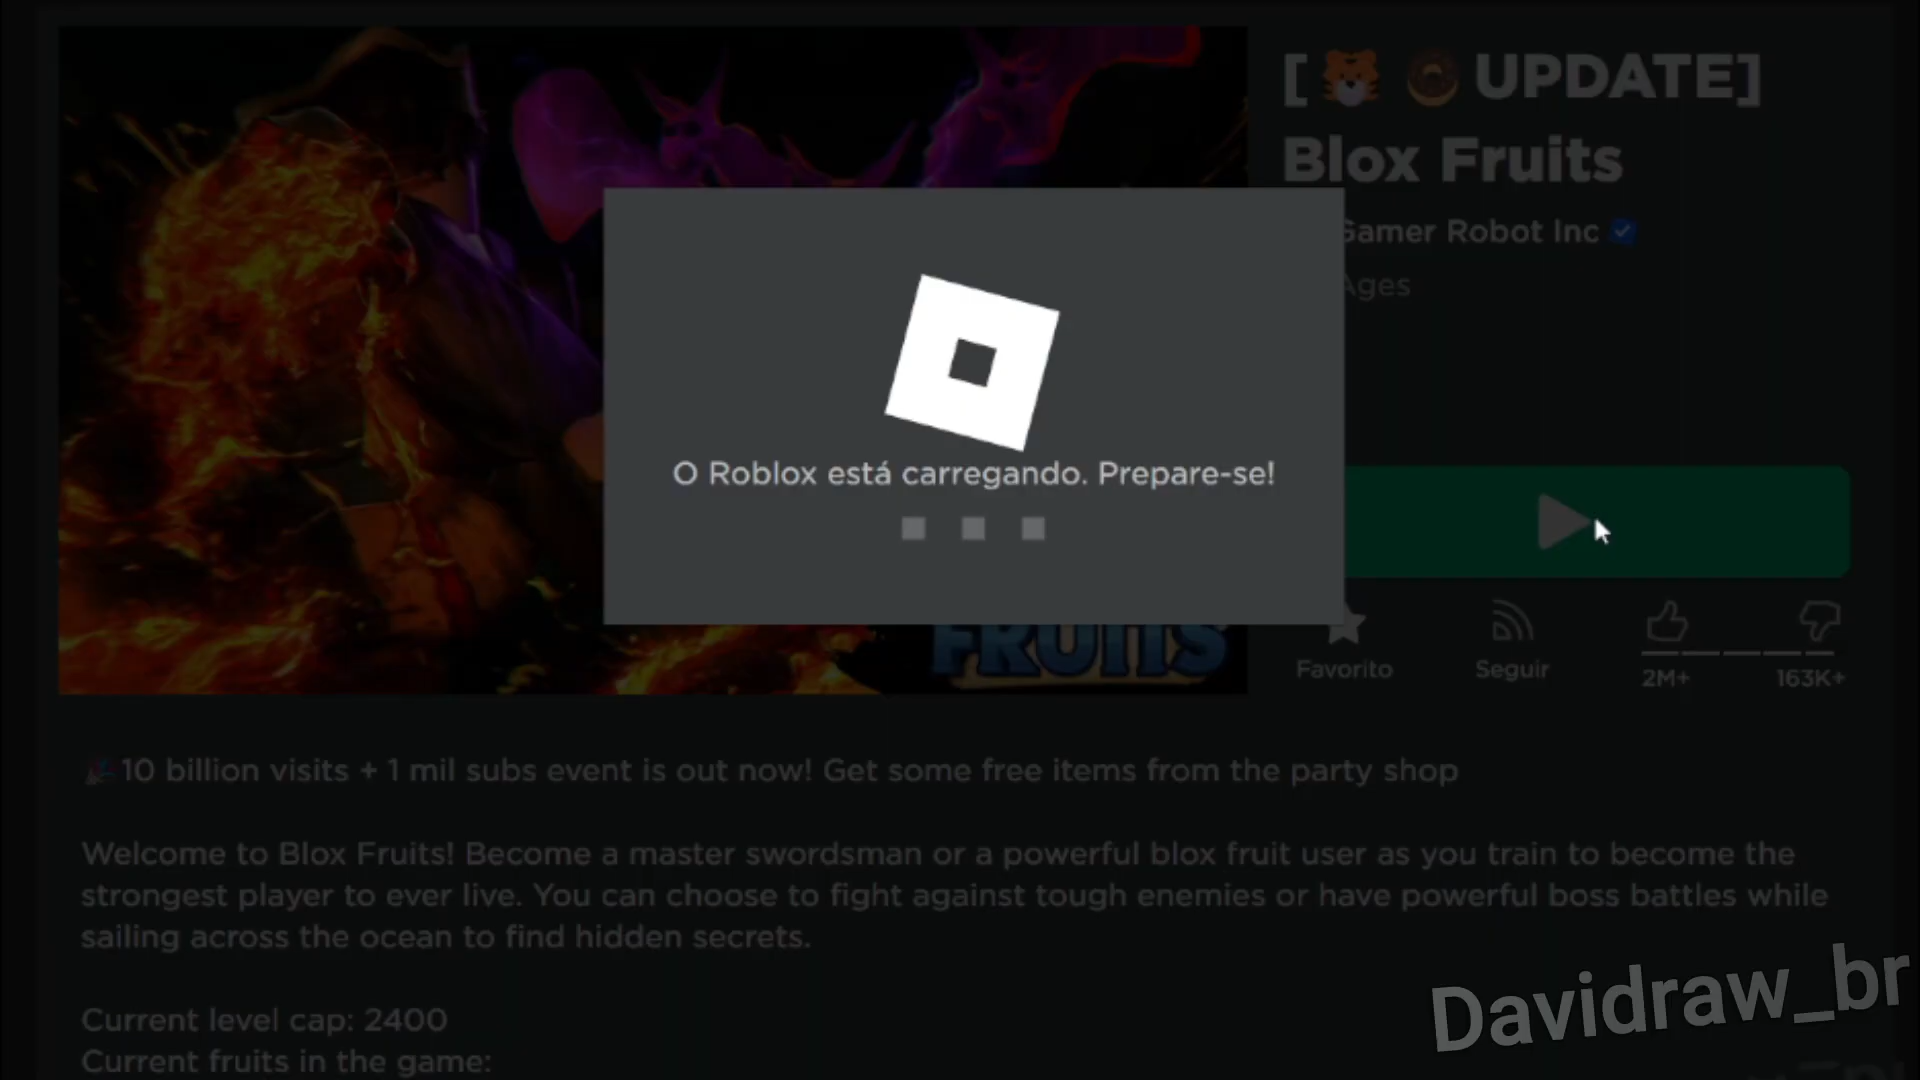 [🐯 🍩 UPDATE]
Blox Fruits
Gamer Robot Inc
Ages
O Roblox está carregando. Prepare-se!
FRUITS
Favorito
Seguir
2M+
163K+
🎉10 billion visits + 1 mil subs event is out now! Get some free items from the party shop
Welcome to Blox Fruits! Become a master swordsman or a powerful blox fruit user as you train to become the
strongest player to ever live. You can choose to fight against tough enemies or have powerful boss battles while
sailing across the ocean to find hidden secrets.
Davidraw_br
Current level cap: 2400
Current fruits in the game: